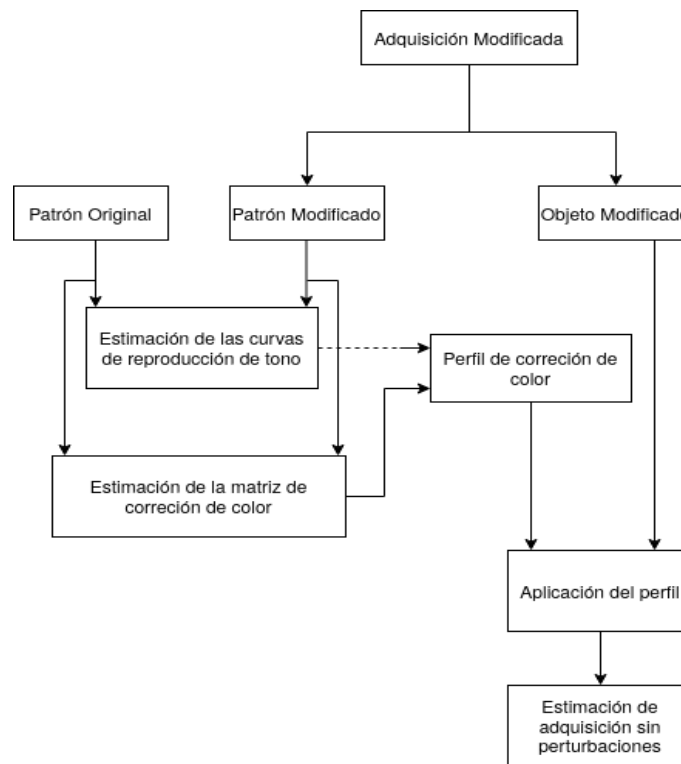 Adquisición Modificada
Patrón Original
Patrón Modificado
Objeto Modificado
Estimación de las curvas
de reproducción de tono
Perfil de correción de
color
Estimación de la matriz de
correción de color
Aplicación del perfil
Estimación de
adquisición sin
perturbaciones